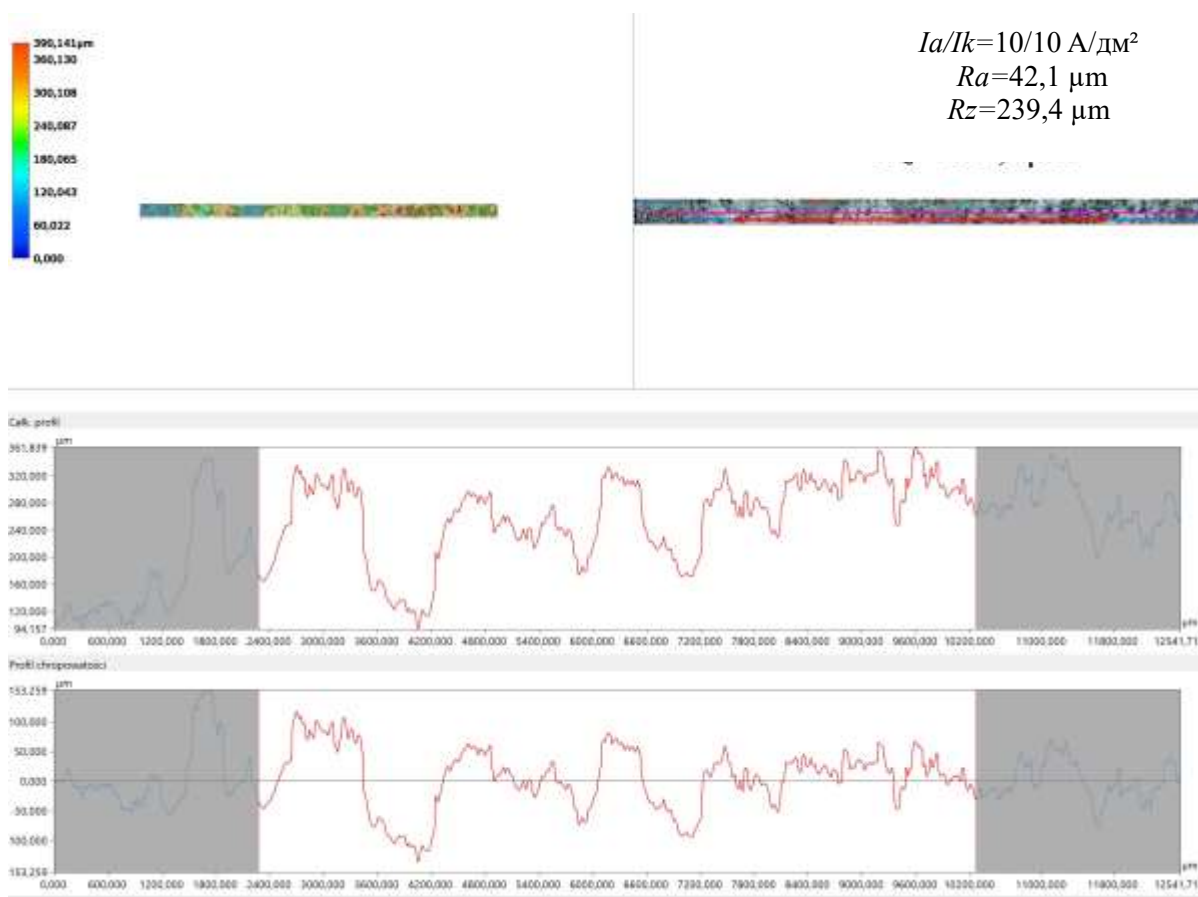 390,141µm
360,130
300,108
240,087
180,065
120,043
60,022
0,000
Ia/Ik=10/10 А/дм²
Ra=42,1 µm
Rz=239,4 µm
Całk. profil
µm
361,839
320,000
280,000
240,000
200,000
160,000
120,000
94,157
0,000 600,000 1200,000 1800,000 2400,000 3000,000 3600,000 4200,000 4800,000 5400,000 6000,000 6600,000 7200,000 7800,000 8400,000 9000,000 9600,000 10200,000 11000,000 11800,000 12541,71
µm
Profil chropowatości
µm
153,259
100,000
50,000
0,000
50,000
100,000
153,259
0,000 600,000 1200,000 1800,000 2400,000 3000,000 3600,000 4200,000 4800,000 5400,000 6000,000 6600,000 7200,000 7800,000 8400,000 9000,000 9600,000 10200,000 11000,000 11800,000 12541,71
µm